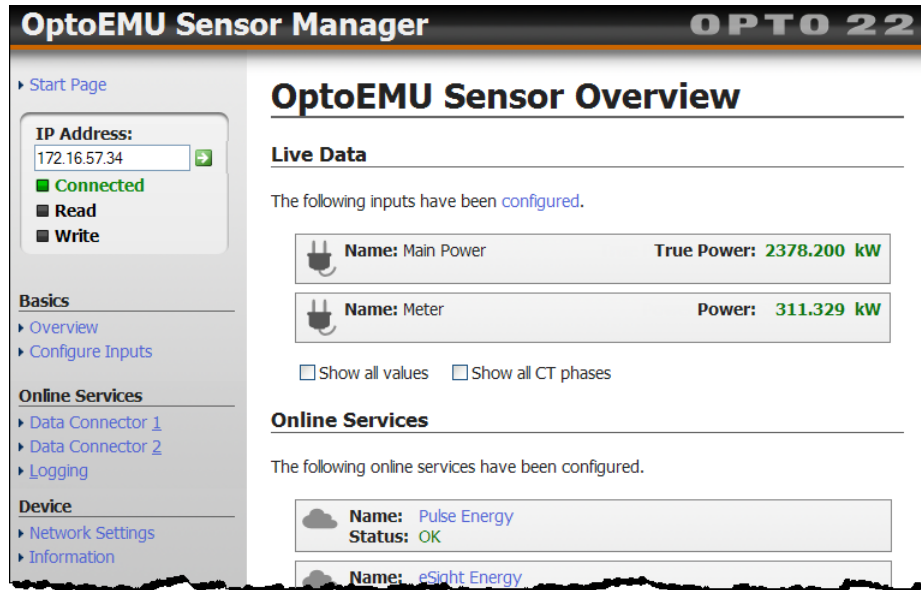 OptoEMU Sensor Manager
OPTO 22
Start Page
IP Address:
172.16.57.34
Connected
Read
Write
Basics
Overview
Configure Inputs
Online Services
Data Connector 1
Data Connector 2
Logging
Device
Network Settings
Information
OptoEMU Sensor Overview
Live Data
The following inputs have been configured.
Name: Main Power True Power: 2378.200 kW
Name: Meter Power: 311.329 kW
Show all values Show all CT phases
Online Services
The following online services have been configured.
Name: Pulse Energy
Status: OK
Name: eSight Energy